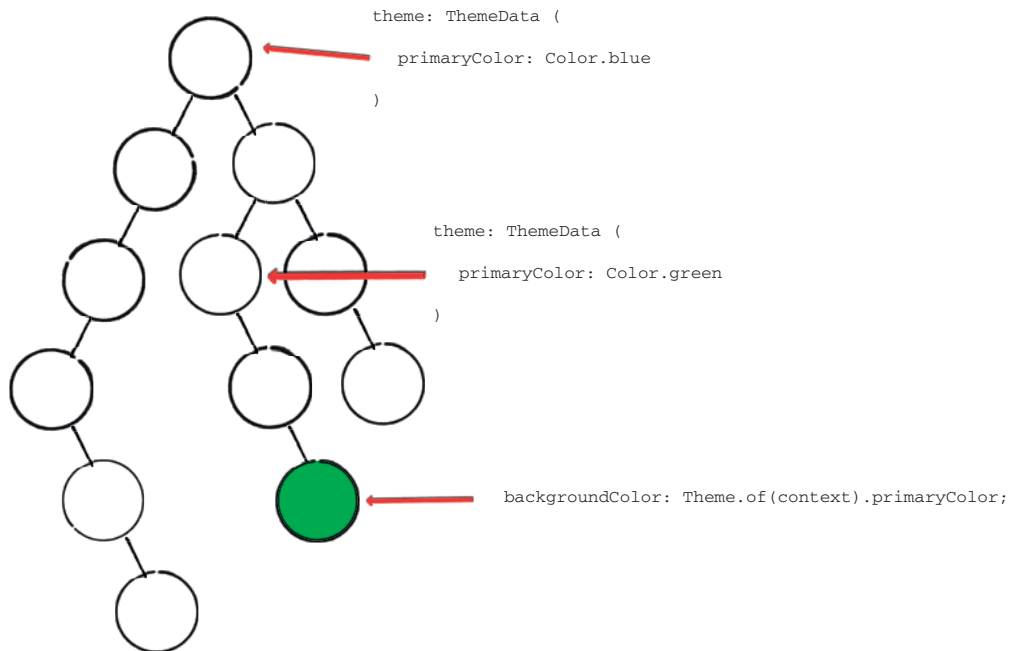 theme: ThemeData (
primaryColor: Color.blue
)
theme: ThemeData (
primaryColor: Color.green
)
backgroundColor: Theme.of(context).primaryColor;